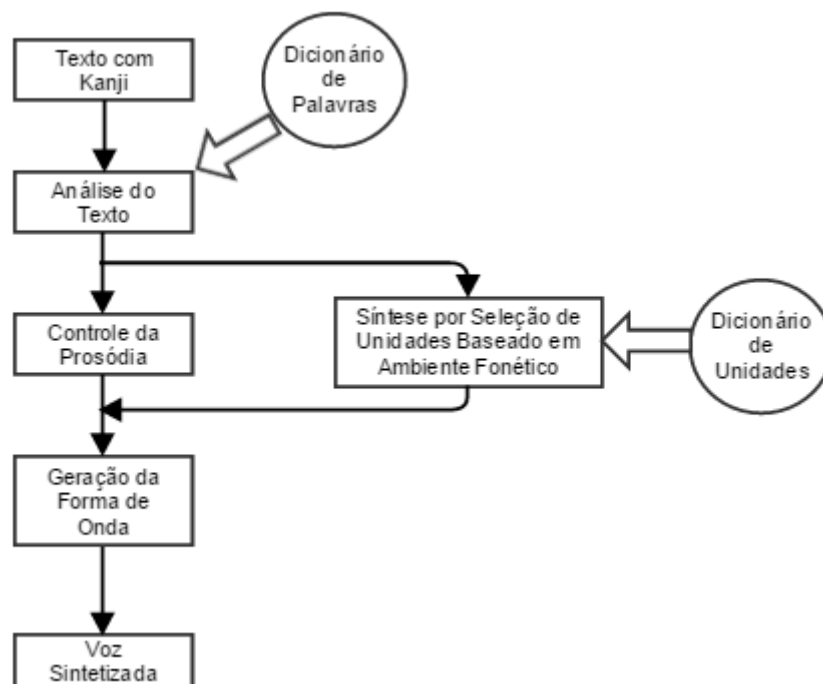 Texto com
Kanji
Dicionário
de
Palavras
Análise do
Texto
Controle da
Prosódia
Síntese por Seleção de
Unidades Baseado em
Ambiente Fonético
Dicionário
de
Unidades
Geração da
Forma de
Onda
Voz
Sintetizada